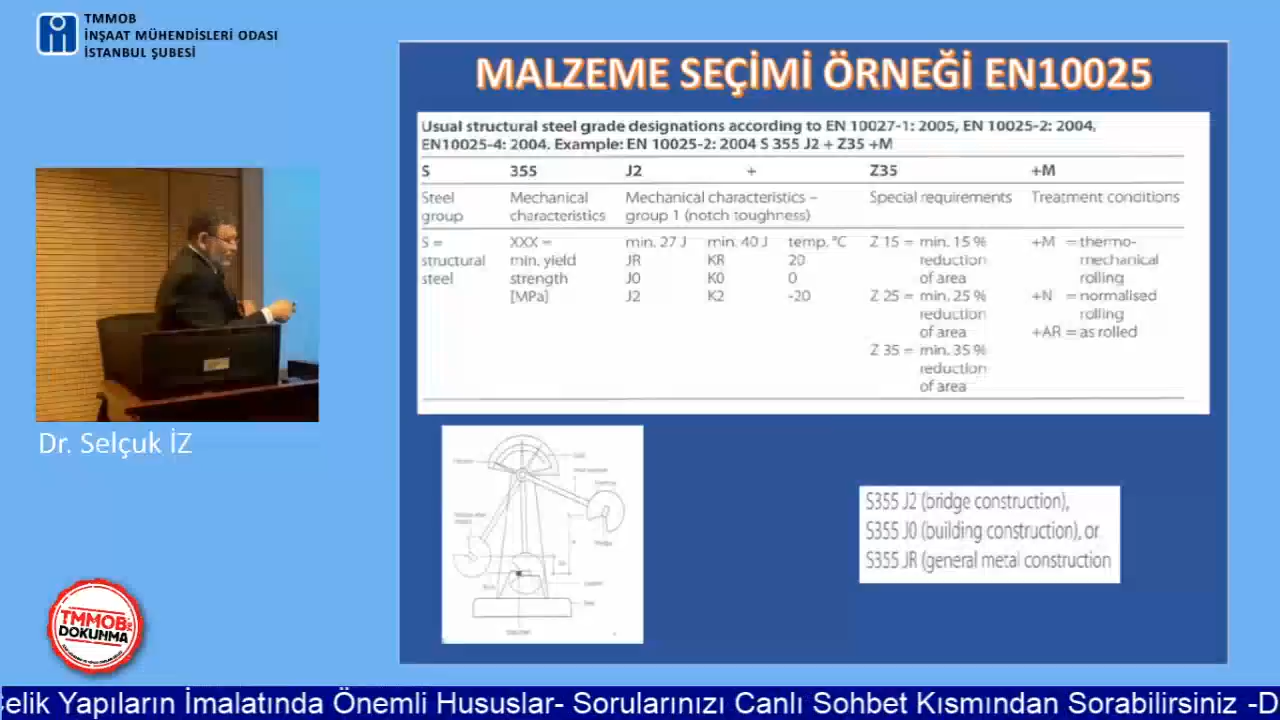 TMMOB
İNŞAAT MÜHENDİSLERİ ODASI
İSTANBUL ŞUBESİ
MALZEME SEÇİMİ ÖRNEĞİ EN10025
Usual structural steel grade designations according to EN 10027-1: 2005, EN 10025-2: 2004,
EN10025-4: 2004. Example: EN 10025-2: 2004 S 355 J2 + Z35 +M
S 355 J2 + Z35 +M
Steel Mechanical Mechanical characteristics – Special requirements Treatment conditions
group characteristics group 1 (notch toughness)
S = XXX = min. 27 J min. 40 J temp. °C Z 15 = min. 15 % +M = thermo-
structural min. yield JR KR 20 reduction mechanical
steel strength J0 K0 0 of area rolling
[MPa] J2 K2 -20 Z 25 = min. 25 % +N = normalised
reduction rolling
of area +AR = as rolled
Z 35 = min. 35 %
reduction
of area
S355 J2 (bridge construction),
S355 J0 (building construction), or
S355 JR (general metal construction
Dr. Selçuk İZ
TMMOB
DOKUNMA
elik Yapıların İmalatında Önemli Hususlar- Sorularınızı Canlı Sohbet Kısmından Sorabilirsiniz -D